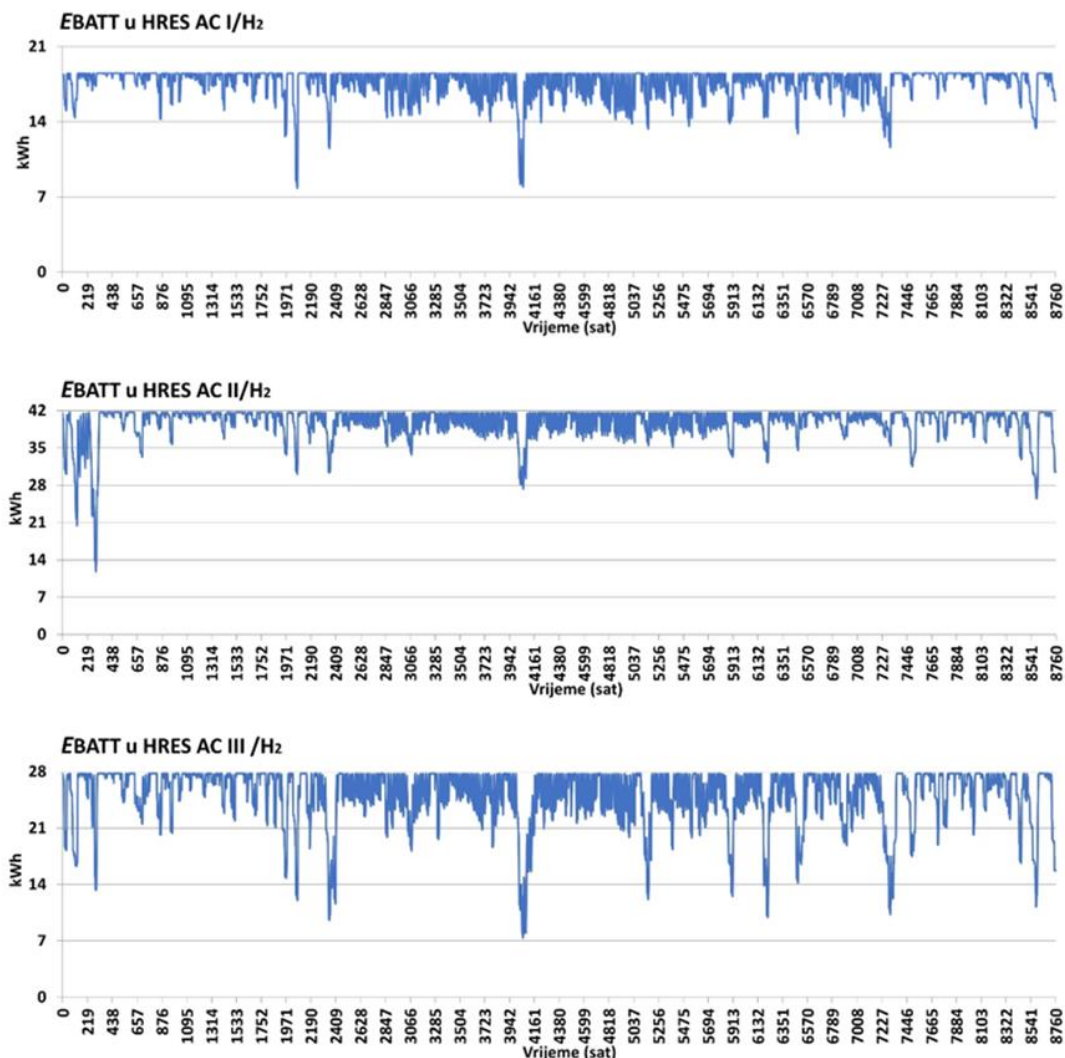 EBATT u HRES AC I/H₂
21
14
7
0
kWh
0 219 438 657 876 1095 1314 1533 1752 1971 2190 2409 2628 2847 3066 3285 3504 3723 3942 4161 4380 4599 4818 5037 5256 5475 5694 5913 6132 6351 6570 6789 7008 7227 7446 7665 7884 8103 8322 8541 8760
Vrijeme (sat)
EBATT u HRES AC II/H₂
42
35
28
21
14
7
0
kWh
0 219 438 657 876 1095 1314 1533 1752 1971 2190 2409 2628 2847 3066 3285 3504 3723 3942 4161 4380 4599 4818 5037 5256 5475 5694 5913 6132 6351 6570 6789 7008 7227 7446 7665 7884 8103 8322 8541 8760
Vrijeme (sat)
EBATT u HRES AC III /H₂
28
21
14
7
0
kWh
0 219 438 657 876 1095 1314 1533 1752 1971 2190 2409 2628 2847 3066 3285 3504 3723 3942 4161 4380 4599 4818 5037 5256 5475 5694 5913 6132 6351 6570 6789 7008 7227 7446 7665 7884 8103 8322 8541 8760
Vrijeme (sat)